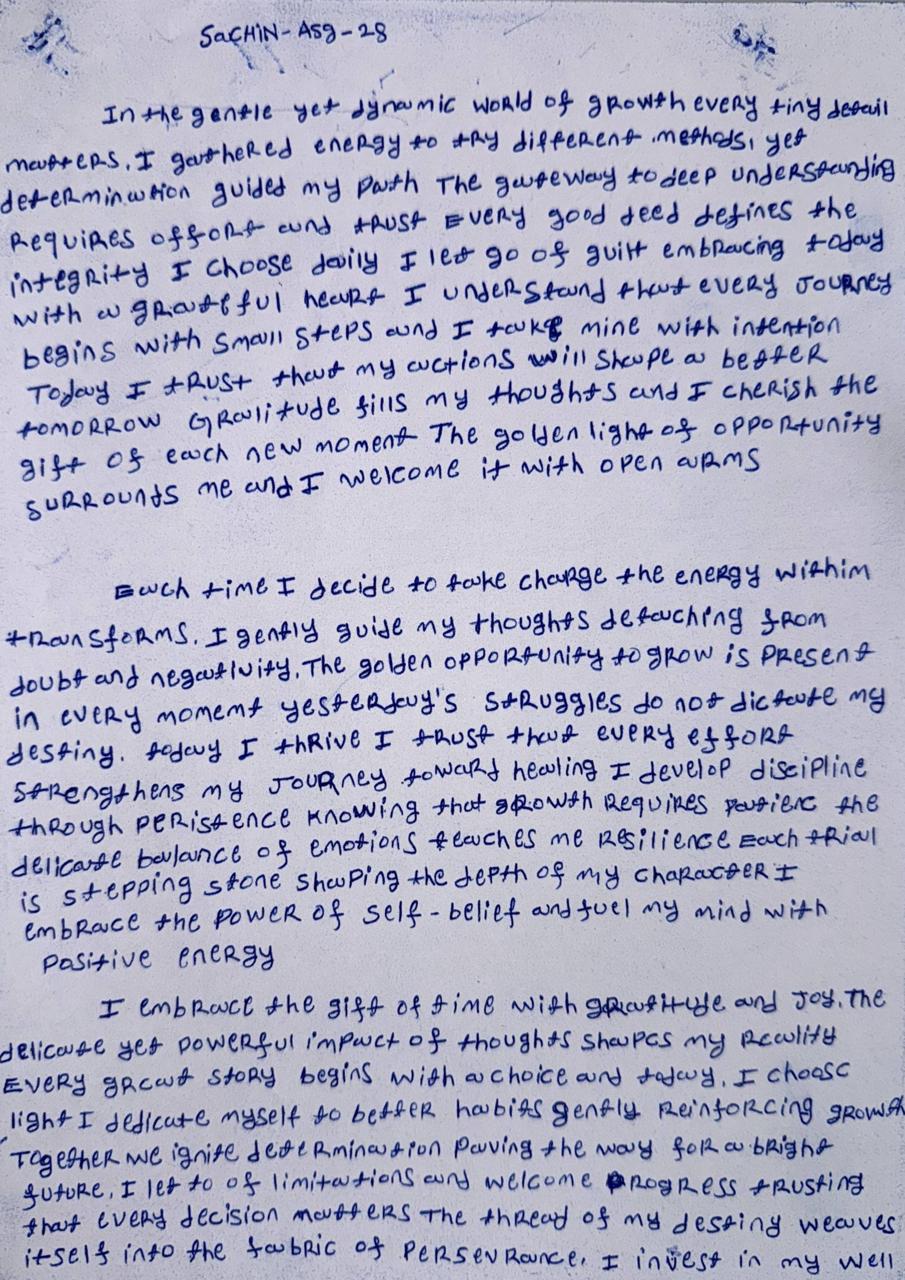 SACHIN - Asg - 28
In the gentle yet dynamic world of growth every tiny detail
matters. I gathered energy to try different methods, yet
determination guided my path The gateway to deep understanding
Requires effort and trust Every good deed defines the
integrity I choose daily I let go of guilt embracing today
with a grateful heart I understand that every Journey
begins with small steps and I take mine with intention
Today I trust that my actions will shape a better
tomorrow Gratitude fills my thoughts and I cherish the
gift of each new moment The golden light of opportunity
surrounds me and I welcome it with open arms
Each time I decide to take charge the energy within
transforms. I gently guide my thoughts detaching from
doubt and negativity. The golden opportunity to grow is present
in every moment yesterday's struggles do not dictate my
destiny. today I thrive I trust that every effort
strengthens my Journey toward healing I develop discipline
through peristence knowing that growth requires patienc the
delicate balance of emotions teaches me resilience Each trial
is stepping stone shaping the depth of my character I
embrace the power of self-belief and fuel my mind with
positive energy
I embrace the gift of time with gratitude and Joy. The
delicate yet powerful impact of thoughts shapes my reality
Every great story begins with a choice and today, I choose
light I dedicate myself to better habits gently reinforcing growth
Together we ignite determination paving the way for a bright
future. I let to of limitations and welcome progress trusting
that every decision matters The thread of my destiny weaves
itself into the fabric of persevrance. I invest in my well